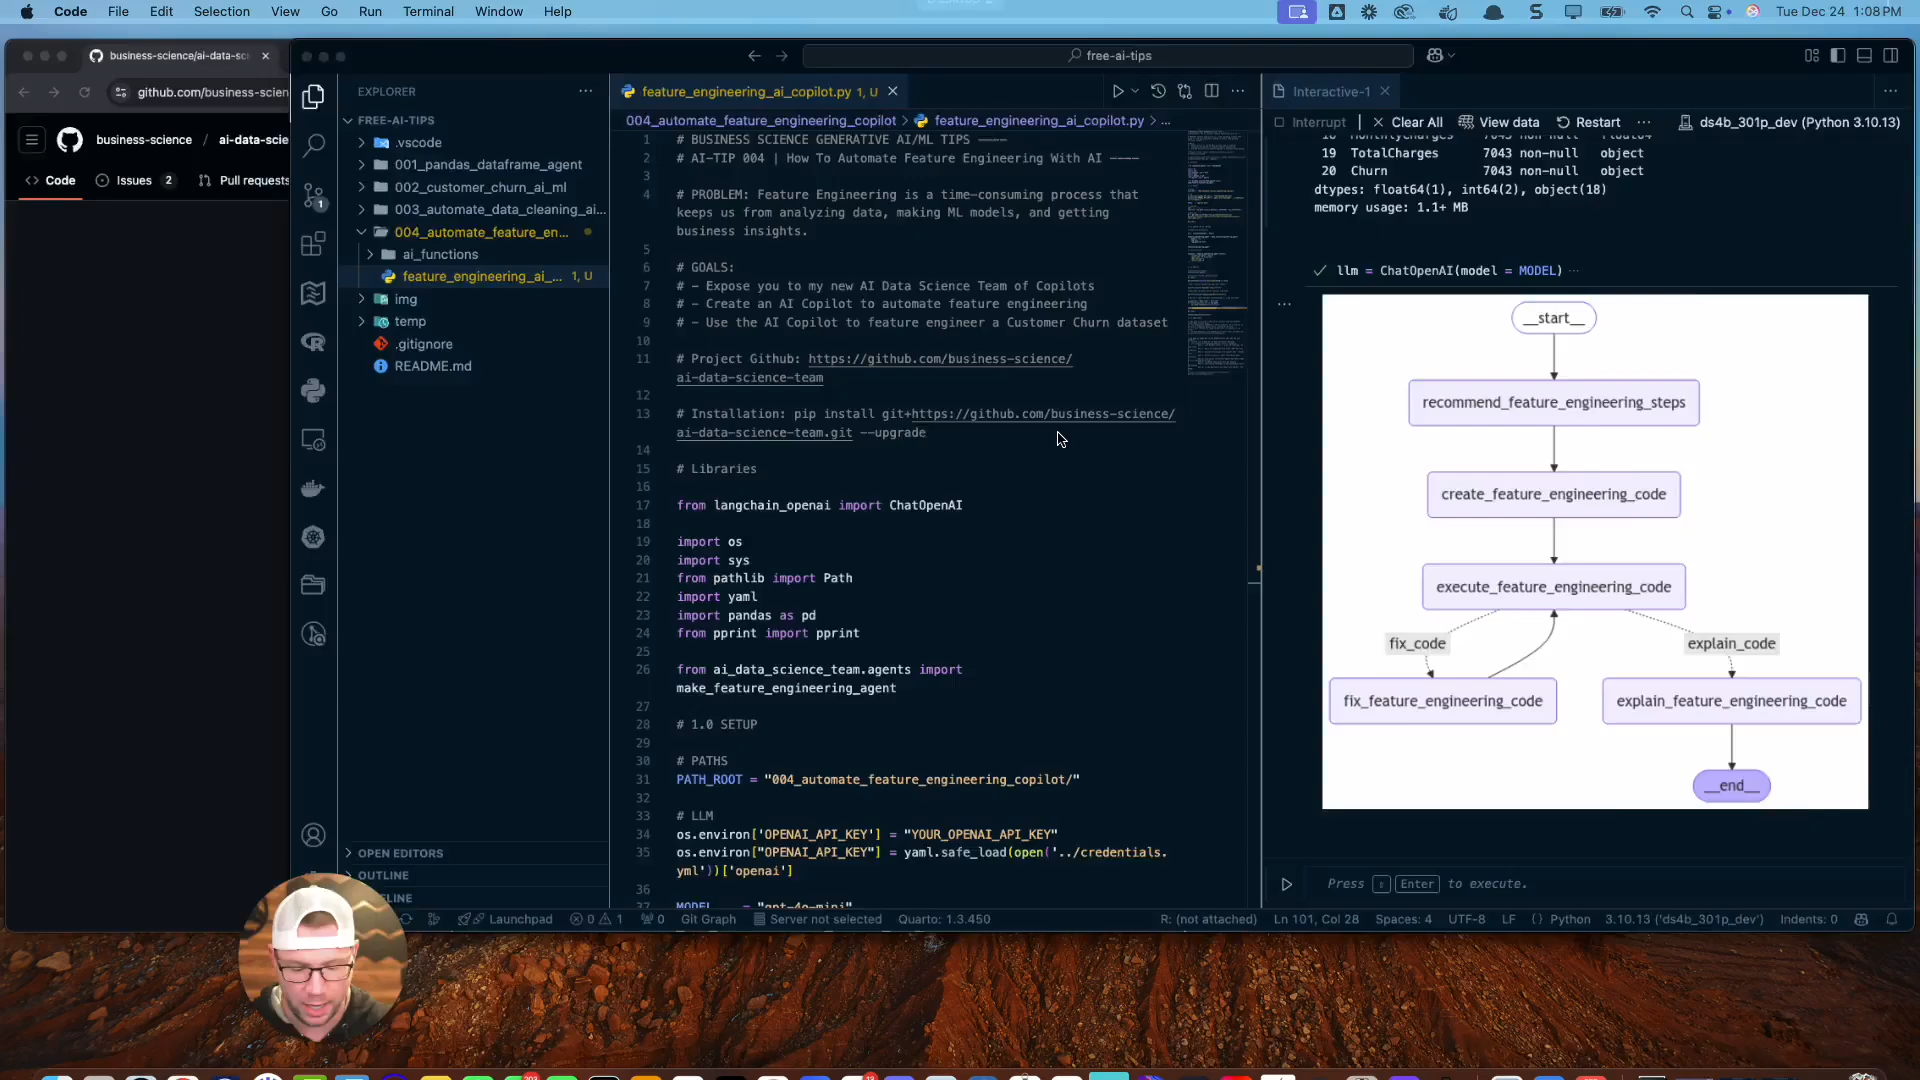 Code File Edit Selection View Go Run Terminal Window Help
Tue Dec 24 1:08 PM
business-science/ai-data-sc
github.com/business-scien
business-science / ai-data-scie
Code Issues 2 Pull requests
free-ai-tips
EXPLORER
FREE-AI-TIPS
.vscode
001_pandas_dataframe_agent
002_customer_churn_ai_ml
003_automate_data_cleaning_ai...
004_automate_feature_en...
ai_functions
feature_engineering_ai_... 1, U
img
temp
.gitignore
README.md
OPEN EDITORS
OUTLINE
feature_engineering_ai_copilot.py 1, U
004_automate_feature_engineering_copilot > feature_engineering_ai_copilot.py > ...
1 # BUSINESS SCIENCE GENERATIVE AI/ML TIPS ----
2 # AI-TIP 004 | How To Automate Feature Engineering With AI ----
3
4 # PROBLEM: Feature Engineering is a time-consuming process that
keeps us from analyzing data, making ML models, and getting
business insights.
5
6 # GOALS:
7 # - Expose you to my new AI Data Science Team of Copilots
8 # - Create an AI Copilot to automate feature engineering
9 # - Use the AI Copilot to feature engineer a Customer Churn dataset
10
11 # Project Github: https://github.com/business-science/
ai-data-science-team
12
13 # Installation: pip install git+https://github.com/business-science/
ai-data-science-team.git --upgrade
14
15 # Libraries
16
17 from langchain_openai import ChatOpenAI
18
19 import os
20 import sys
21 from pathlib import Path
22 import yaml
23 import pandas as pd
24 from pprint import pprint
25
26 from ai_data_science_team.agents import
make_feature_engineering_agent
27
28 # 1.0 SETUP
29
30 # PATHS
31 PATH_ROOT = "004_automate_feature_engineering_copilot/"
32
33 # LLM
34 os.environ['OPENAI_API_KEY'] = "YOUR_OPENAI_API_KEY"
35 os.environ["OPENAI_API_KEY"] = yaml.safe_load(open('../credentials.
yml'))['openai']
36
37 MODEL = "gpt-4o-mini"
Interactive-1
Interrupt Clear All View data Restart ds4b_301p_dev (Python 3.10.13)
18 MonthlyCharges 7043 non-null float64
19 TotalCharges 7043 non-null object
20 Churn 7043 non-null object
dtypes: float64(1), int64(2), object(18)
memory usage: 1.1+ MB
llm = ChatOpenAI(model = MODEL) ...
__start__
recommend_feature_engineering_steps
create_feature_engineering_code
execute_feature_engineering_code
fix_code explain_code
fix_feature_engineering_code explain_feature_engineering_code
__end__
Press Enter to execute.
Launchpad 0 1 0 Git Graph Server not selected Quarto: 1.3.450
R: (not attached) Ln 101, Col 28 Spaces: 4 UTF-8 LF Python 3.10.13 ('ds4b_301p_dev') Indents: 0